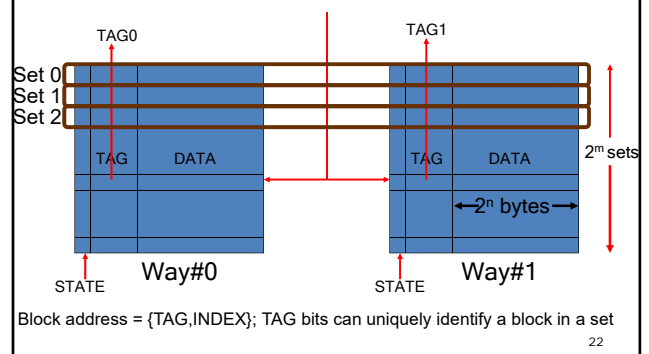 TAG0
TAG1
Set 0
Set 1
Set 2
TAG
DATA
TAG
DATA
2ᵐ sets
2ⁿ bytes
Way#0
Way#1
STATE
STATE
Block address = {TAG,INDEX}; TAG bits can uniquely identify a block in a set
22